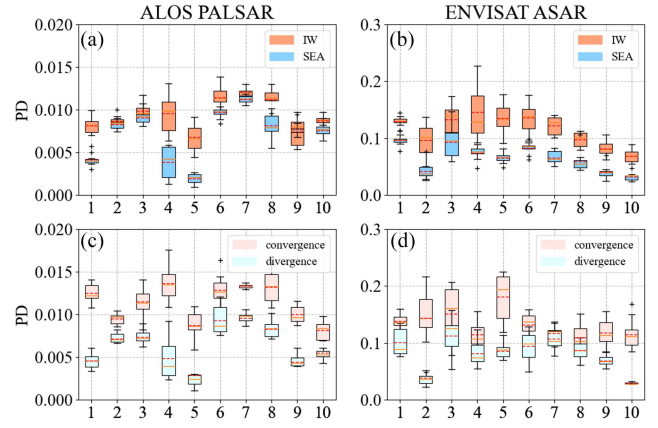 ALOS PALSAR
ENVISAT ASAR
(a)
IW
SEA
PD
0.020
0.015
0.010
0.005
0.000
1 2 3 4 5 6 7 8 9 10
(b)
IW
SEA
0.3
0.2
0.1
0.0
1 2 3 4 5 6 7 8 9 10
(c)
convergence
divergence
PD
0.020
0.015
0.010
0.005
0.000
1 2 3 4 5 6 7 8 9 10
(d)
convergence
divergence
0.3
0.2
0.1
0.0
1 2 3 4 5 6 7 8 9 10